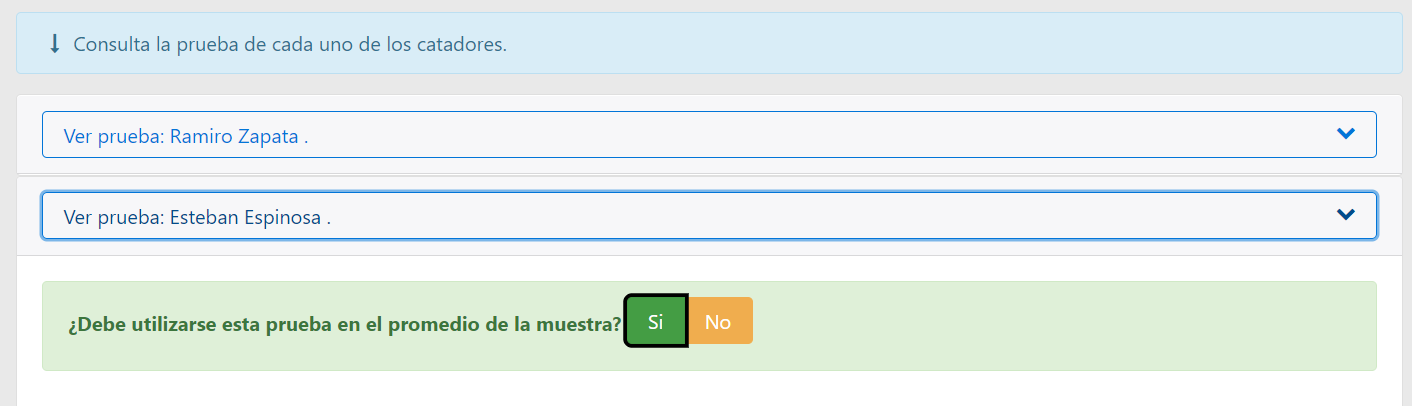 Consulta la prueba de cada uno de los catadores.
Ver prueba: Ramiro Zapata .
Ver prueba: Esteban Espinosa .
¿Debe utilizarse esta prueba en el promedio de la muestra? Si No